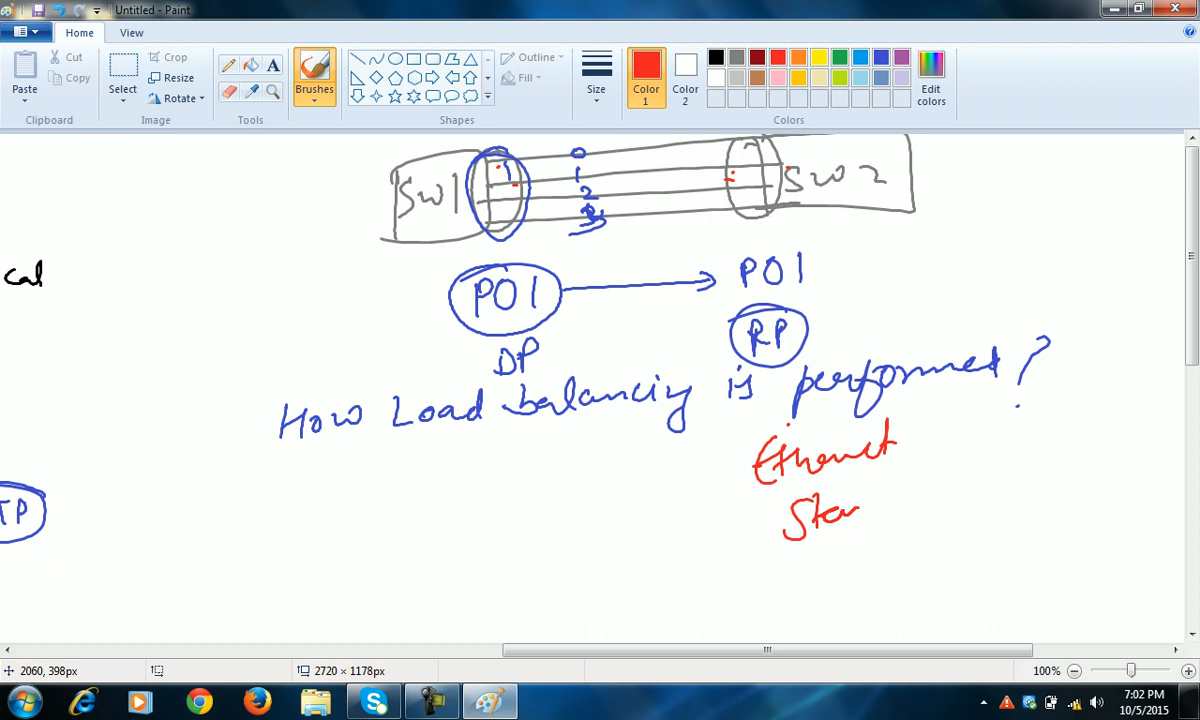 Untitled - Paint
Home View
Cut
Copy
Paste
Clipboard
Crop
Resize
Rotate
Select
Image
Tools
Brushes
Outline
Fill
Shapes
Size
Color 1
Color 2
Edit colors
Colors
SW1 0 1 2 SW2
cal
PO1 PO1
DP RP
How Load balanciy is performed?
Ethernet
Star
TP
2060, 398px 2720 × 1178px 100%
7:02 PM
10/5/2015